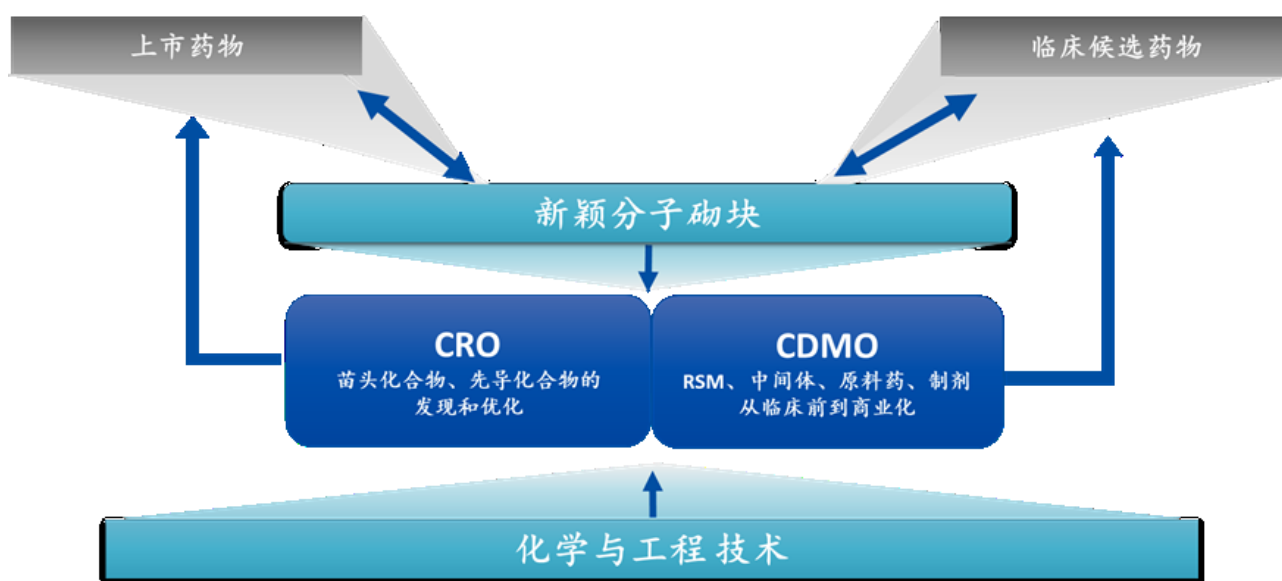 上市药物
临床候选药物
新颖分子砌块
CRO
苗头化合物、先导化合物的
发现和优化
CDMO
RSM、中间体、原料药、制剂
从临床前到商业化
化学与工程技术